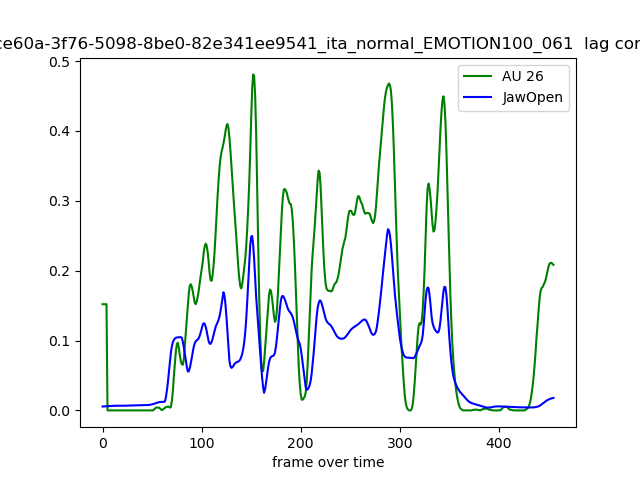 ce60a-3f76-5098-8be0-82e341ee9541_ita_normal_EMOTION100_061 lag cor
AU 26
JawOpen
0.5
0.4
0.3
0.2
0.1
0.0
0 100 200 300 400
frame over time